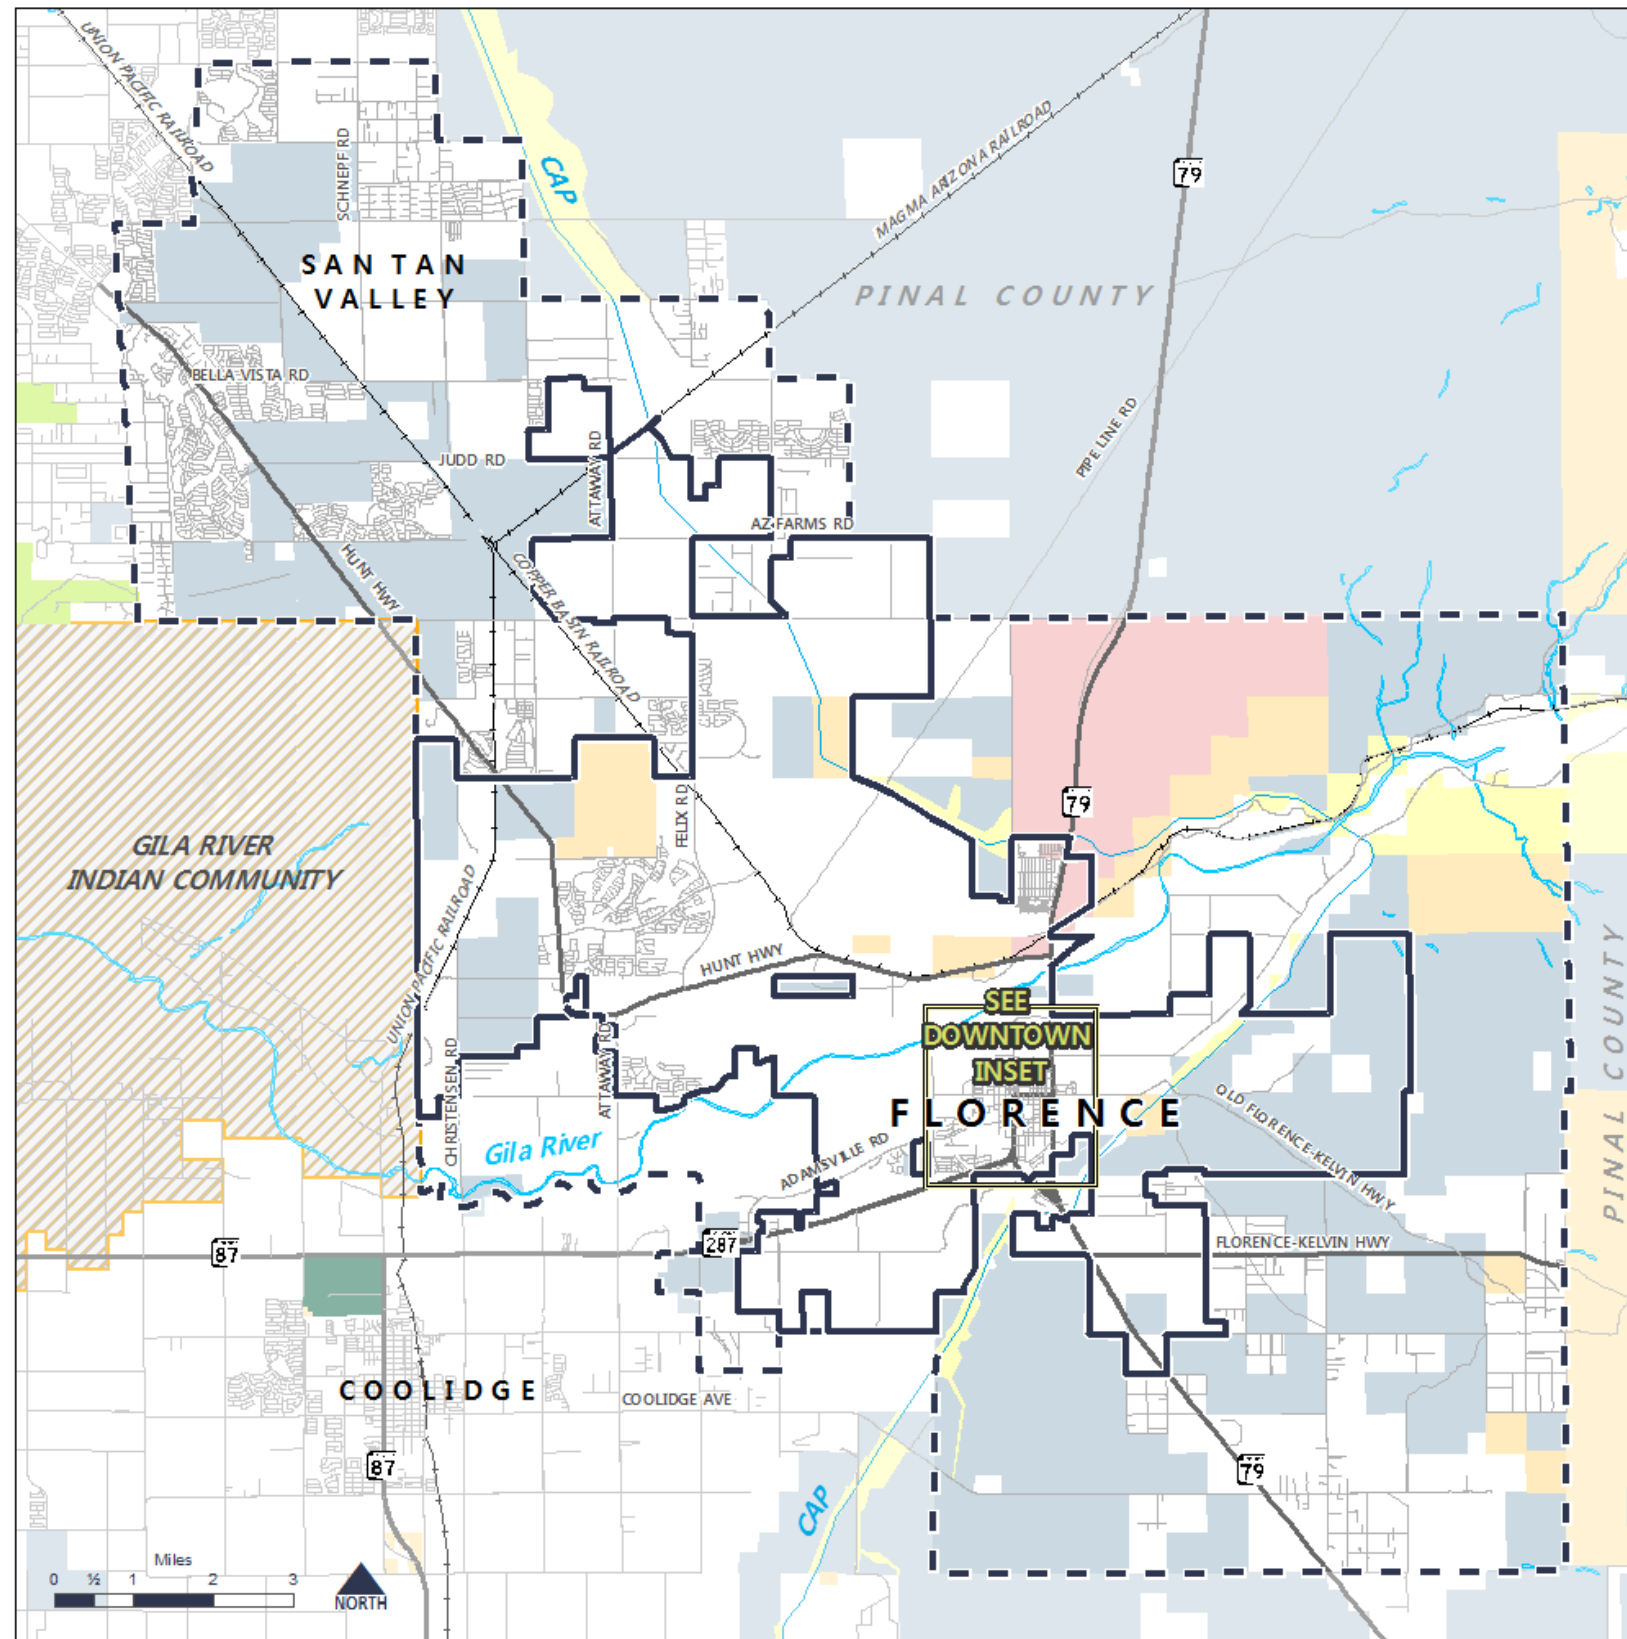 UNION PACIFIC RAILROAD
SCHNEPF RD
CAP
MAGMA ARIZONA RAILROAD
79
SAN TAN
VALLEY
PINAL COUNTY
BELLA VISTA RD
JUDD RD
ATTAWAY RD
PIPELINE RD
AZ FARMS RD
HUNT HWY
COPPER BASIN RAILROAD
79
FELIX RD
GILA RIVER
INDIAN COMMUNITY
UNION PACIFIC RAILROAD
HUNT HWY
PINAL COUNTY
SEE
DOWNTOWN
INSET
CHRISTENSEN RD
ATTAWAY RD
FLORENCE
OLD FLORENCE-KELVIN HWY
Gila River
ADAMSVILLE RD
87
287
FLORENCE-KELVIN HWY
COOLIDGE
COOLIDGE AVE
87
79
CAP
Miles
0 ½ 1 2 3
NORTH